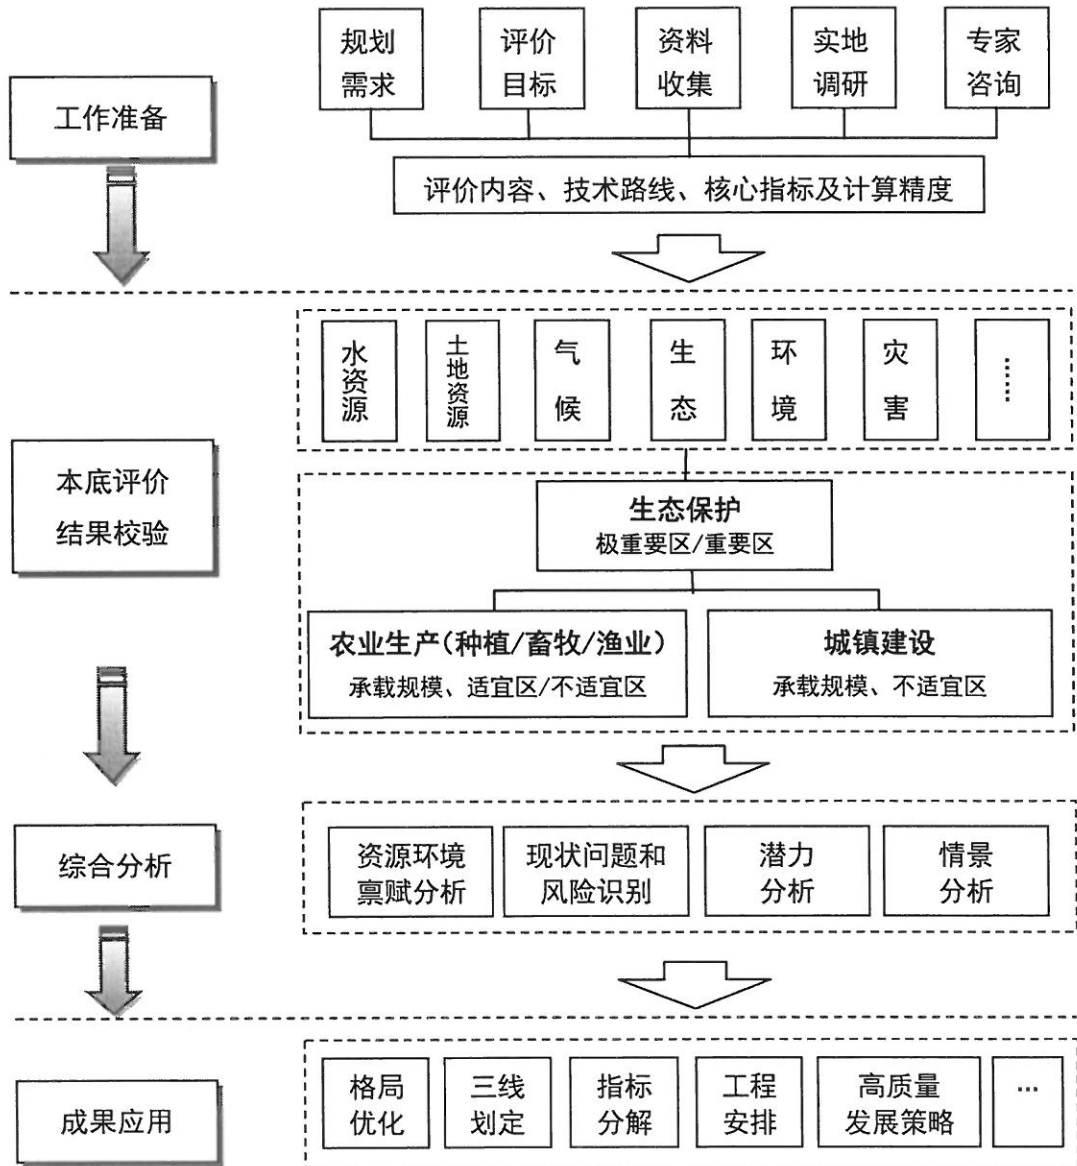 规划
需求
评价
目标
资料
收集
实地
调研
专家
咨询
工作准备
评价内容、技术路线、核心指标及计算精度
水资源
土地资源
气候
生态
环境
灾害
……
本底评价
结果校验
生态保护
极重要区/重要区
农业生产(种植/畜牧/渔业)
承载规模、适宜区/不适宜区
城镇建设
承载规模、不适宜区
综合分析
资源环境
禀赋分析
现状问题和
风险识别
潜力
分析
情景
分析
成果应用
格局
优化
三线
划定
指标
分解
工程
安排
高质量
发展策略
…